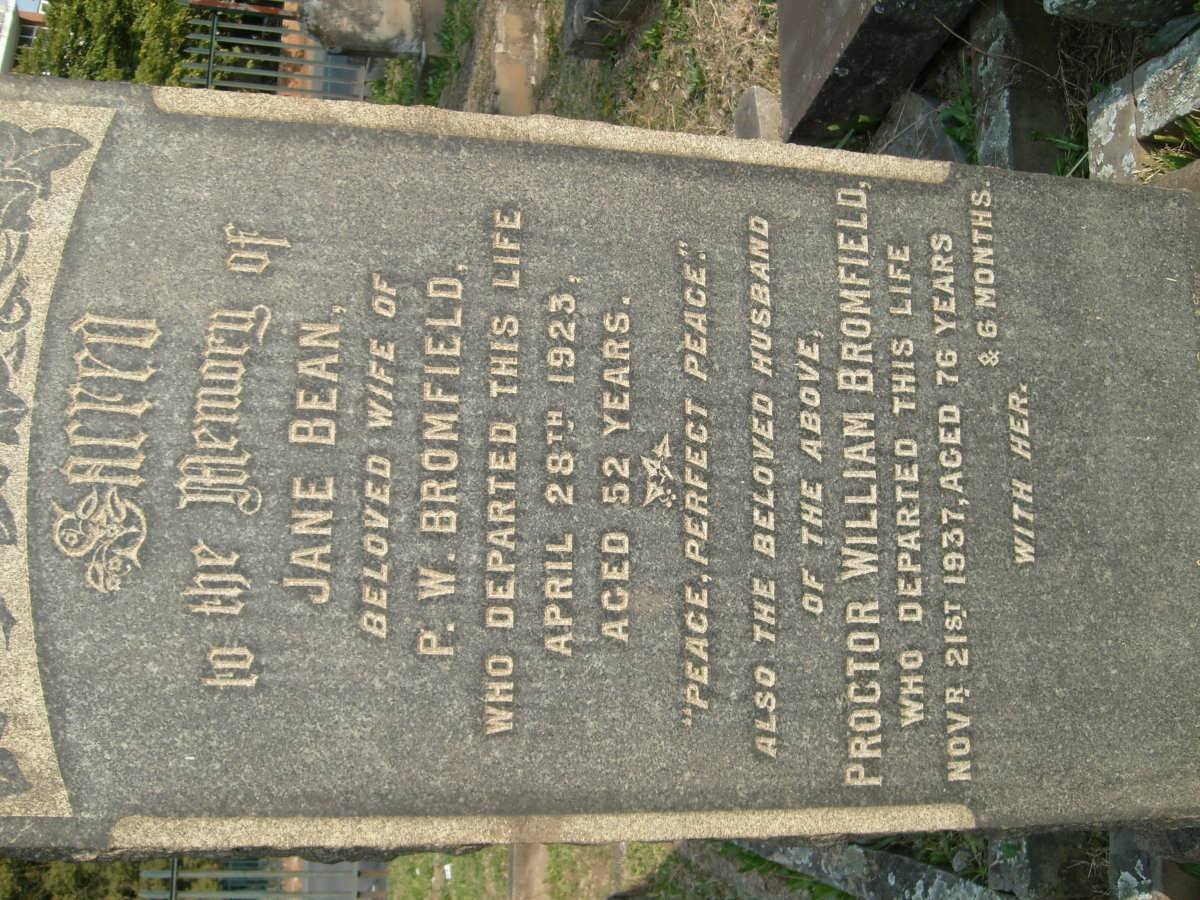 Sacred
to the Memory of
JANE BEAN,
BELOVED WIFE OF
P. W. BROMFIELD,
WHO DEPARTED THIS LIFE
APRIL 28TH 1923,
AGED 52 YEARS.
"PEACE, PERFECT PEACE."
ALSO THE BELOVED HUSBAND
OF THE ABOVE,
PROCTOR WILLIAM BROMFIELD,
WHO DEPARTED THIS LIFE
NOVR 21ST 1937, AGED 76 YEARS
& 6 MONTHS.
WITH HER.